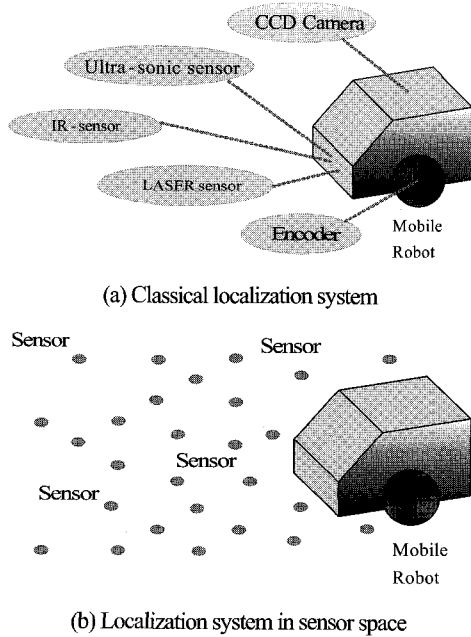 CCD Camera
Ultra-sonic sensor
IR-sensor
LASER sensor
Encoder
Mobile
Robot
(a) Classical localization system
Sensor
Sensor
Sensor
Sensor
Mobile
Robot
(b) Localization system in sensor space